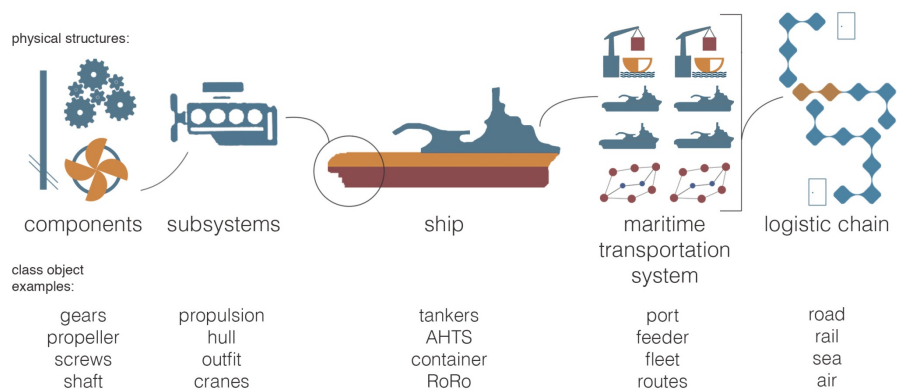 physical structures:
components
subsystems
ship
maritime
transportation
system
logistic chain
class object
examples:
gears
propeller
screws
shaft
propulsion
hull
outfit
cranes
tankers
AHTS
container
RoRo
port
feeder
fleet
routes
road
rail
sea
air